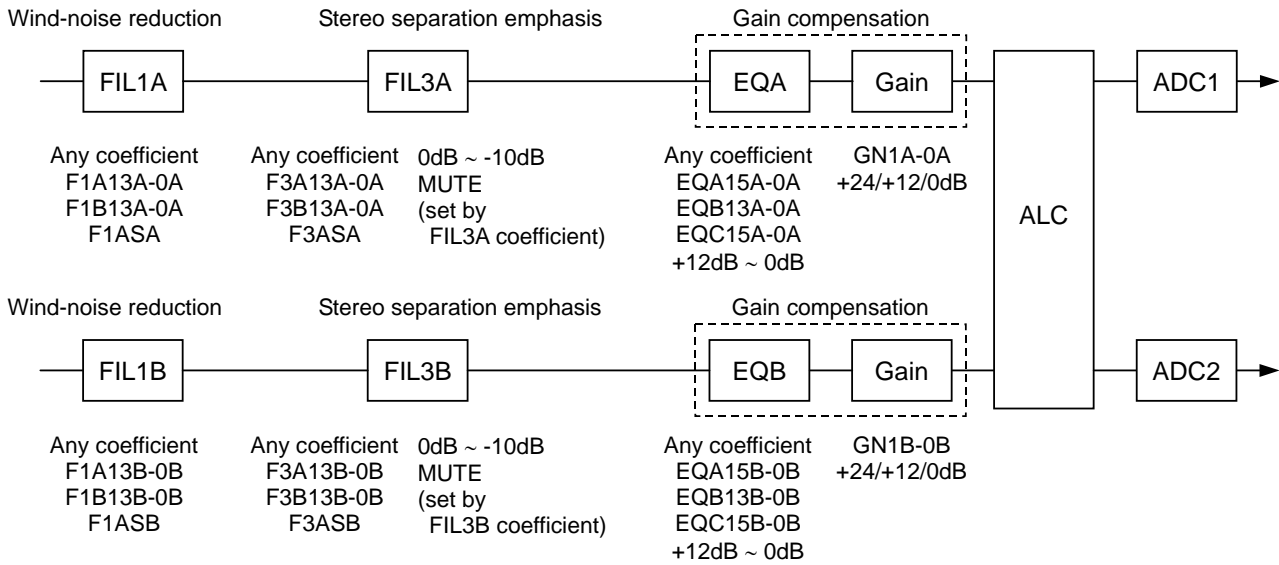 Wind-noise reduction
Stereo separation emphasis
Gain compensation
FIL1A
FIL3A
EQA
Gain
ALC
ADC1
Any coefficient
F1A13A-0A
F1B13A-0A
F1ASA
Any coefficient
F3A13A-0A
F3B13A-0A
F3ASA
0dB ~ -10dB
MUTE
(set by
FIL3A coefficient)
Any coefficient
EQA15A-0A
EQB13A-0A
EQC15A-0A
+12dB ~ 0dB
GN1A-0A
+24/+12/0dB
Wind-noise reduction
Stereo separation emphasis
Gain compensation
FIL1B
FIL3B
EQB
Gain
ADC2
Any coefficient
F1A13B-0B
F1B13B-0B
F1ASB
Any coefficient
F3A13B-0B
F3B13B-0B
F3ASB
0dB ~ -10dB
MUTE
(set by
FIL3B coefficient)
Any coefficient
EQA15B-0B
EQB13B-0B
EQC15B-0B
+12dB ~ 0dB
GN1B-0B
+24/+12/0dB